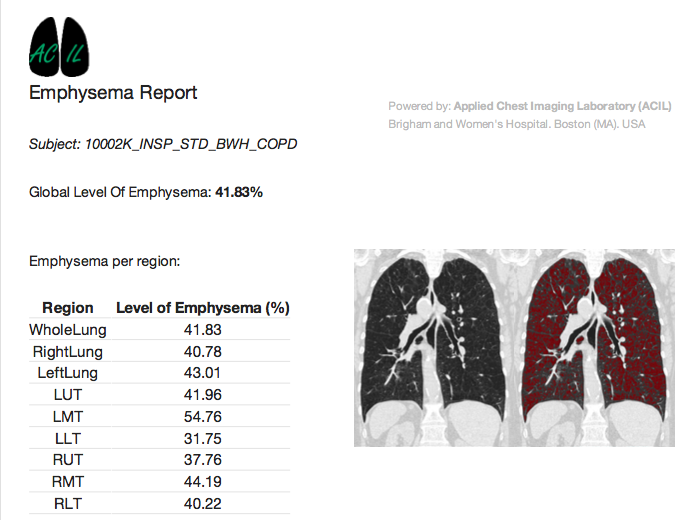 ACIL
Emphysema Report
Powered by: Applied Chest Imaging Laboratory (ACIL)
Brigham and Women's Hospital. Boston (MA). USA
Subject: 10002K_INSP_STD_BWH_COPD
Global Level Of Emphysema: 41.83%
Emphysema per region:
Region Level of Emphysema (%)
WholeLung 41.83
RightLung 40.78
LeftLung 43.01
LUT 41.96
LMT 54.76
LLT 31.75
RUT 37.76
RMT 44.19
RLT 40.22